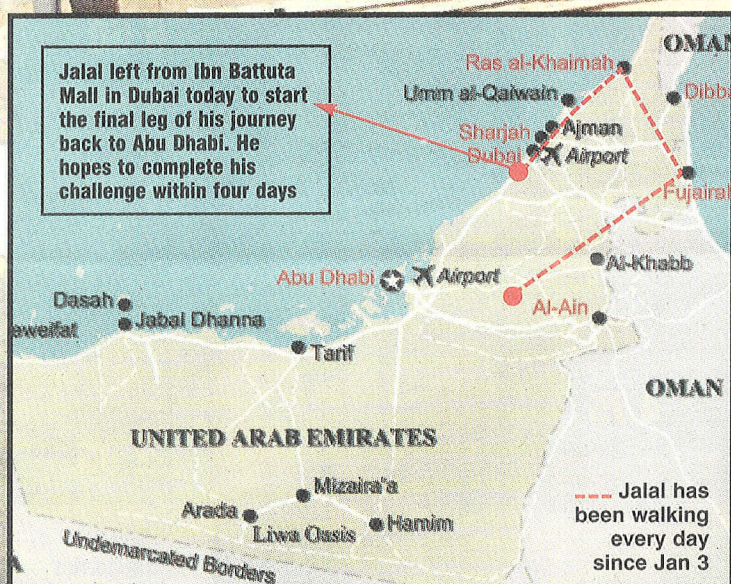 Jalal left from Ibn Battuta
Mall in Dubai today to start
the final leg of his journey
back to Abu Dhabi. He
hopes to complete his
challenge within four days
OMAN
Ras al-Khaimah
Umm al-Qaiwain
Dibba
Sharjah
Ajman
Dubai
Airport
Fujairah
Al-Khabb
Abu Dhabi
Airport
Al-Ain
Dasah
eweifat
Jabal Dhanna
Tarif
OMAN
UNITED ARAB EMIRATES
Mizaira'a
Arada
Liwa Oasis
Hamim
Undemarcated Borders
A
Jalal has
been walking
every day
since Jan 3